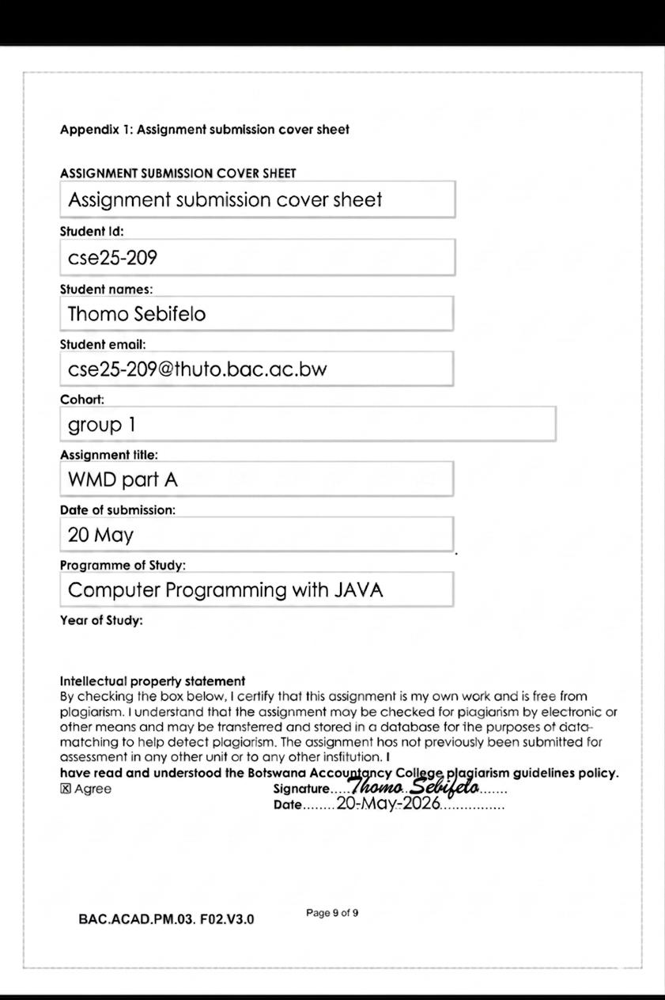 Appendix 1: Assignment submission cover sheet
ASSIGNMENT SUBMISSION COVER SHEET
Assignment submission cover sheet
Student Id:
cse25-209
Student names:
Thomo Sebifelo
Student email:
cse25-209@thuto.bac.ac.bw
Cohort:
group 1
Assignment title:
WMD part A
Date of submission:
20 May
.
Programme of Study:
Computer Programming with JAVA
Year of Study:
Intellectual property statement
By checking the box below, I certify that this assignment is my own work and is free from
plagiarism. I understand that the assignment may be checked for plagiarism by electronic or
other means and may be transferred and stored in a database for the purposes of data-
matching to help detect plagiarism. The assignment has not previously been submitted for
assessment in any other unit or to any other institution. I
have read and understood the Botswana Accountancy College plagiarism guidelines policy.
☒ Agree Signature.....Thomo Sebifelo.......
Date........20-May-2026................
Page 9 of 9
BAC.ACAD.PM.03. F02.V3.0